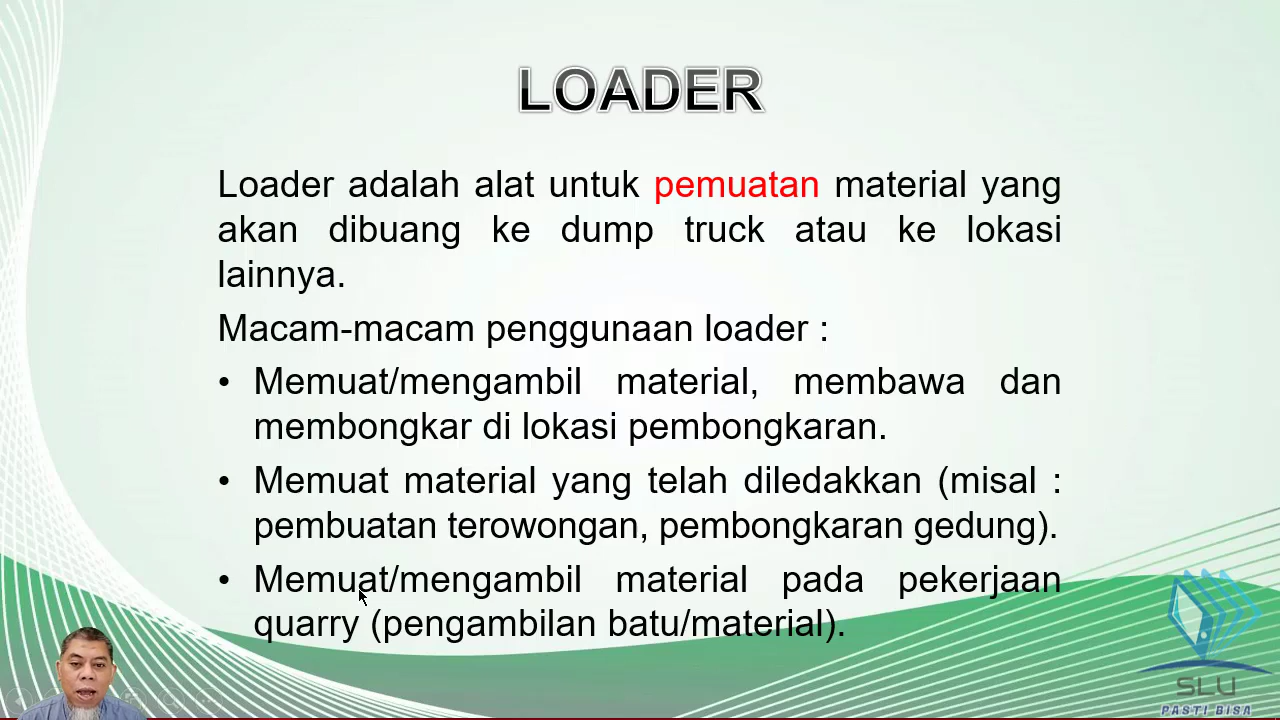 LOADER
Loader adalah alat untuk pemuatan material yang
akan dibuang ke dump truck atau ke lokasi
lainnya.
Macam-macam penggunaan loader :
• Memuat/mengambil material, membawa dan
membongkar di lokasi pembongkaran.
• Memuat material yang telah diledakkan (misal :
pembuatan terowongan, pembongkaran gedung).
• Memuat/mengambil material pada pekerjaan
quarry (pengambilan batu/material).
SLU
PASTI BISA